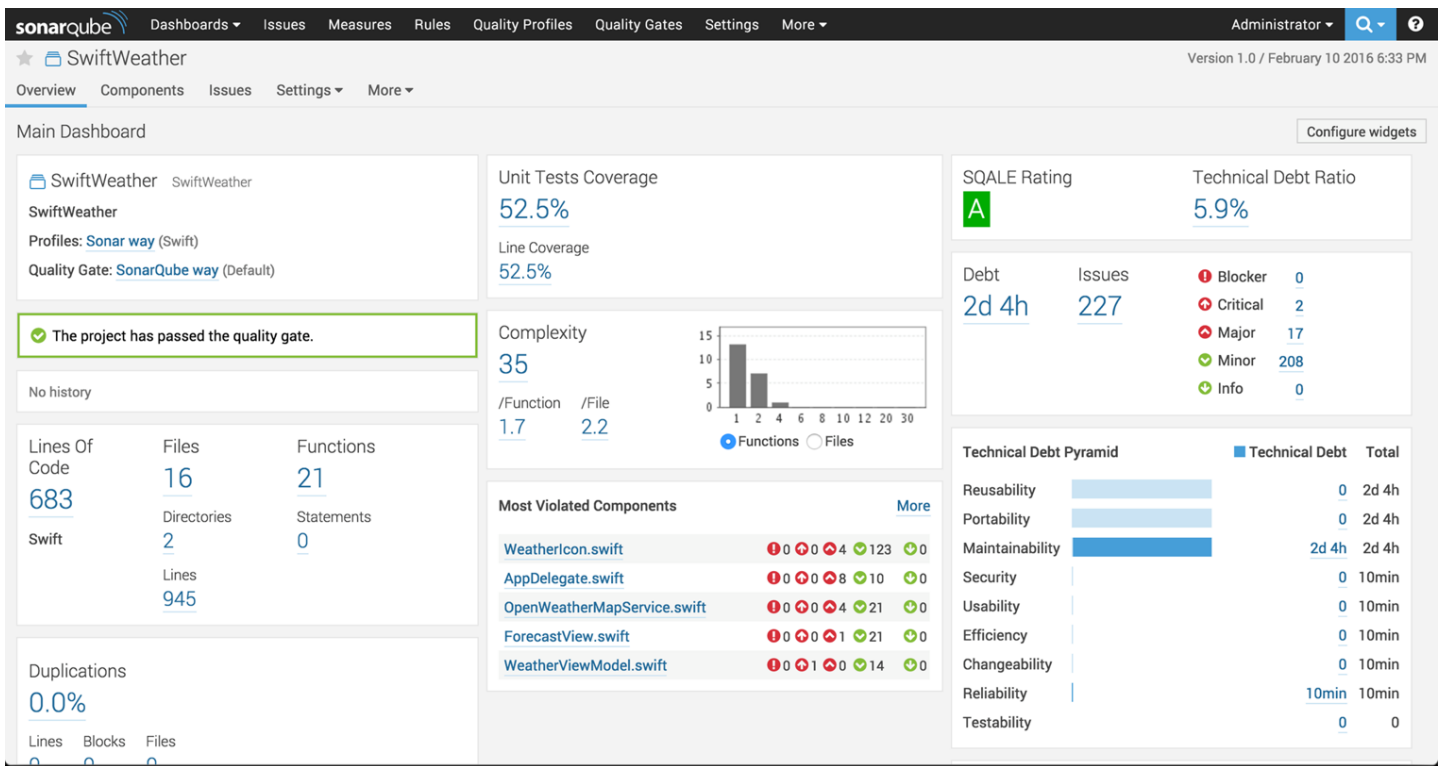 sonarqube Dashboards Issues Measures Rules Quality Profiles Quality Gates Settings More Administrator
SwiftWeather
Version 1.0 / February 10 2016 6:33 PM
Overview Components Issues Settings More
Main Dashboard
Configure widgets
SwiftWeather SwiftWeather
SwiftWeather
Profiles: Sonar way (Swift)
Quality Gate: SonarQube way (Default)
The project has passed the quality gate.
No history
Lines Of Code Files Functions
683 16 21
Swift
Directories Statements
2 0
Lines
945
Duplications
0.0%
Lines Blocks Files
0 0 0
Unit Tests Coverage
52.5%
Line Coverage
52.5%
Complexity
35
/Function /File
1.7 2.2
15
10
5
0
1 2 4 6 8 10 12 20 30
Functions Files
Most Violated Components More
WeatherIcon.swift 0 0 4 123 0
AppDelegate.swift 0 0 8 10 0
OpenWeatherMapService.swift 0 0 4 21 0
ForecastView.swift 0 0 1 21 0
WeatherViewModel.swift 0 1 0 14 0
SQALE Rating Technical Debt Ratio
A 5.9%
Debt Issues
2d 4h 227
Blocker 0
Critical 2
Major 17
Minor 208
Info 0
Technical Debt Pyramid Technical Debt Total
Reusability 0 2d 4h
Portability 0 2d 4h
Maintainability 2d 4h 2d 4h
Security 0 10min
Usability 0 10min
Efficiency 0 10min
Changeability 0 10min
Reliability 10min 10min
Testability 0 0